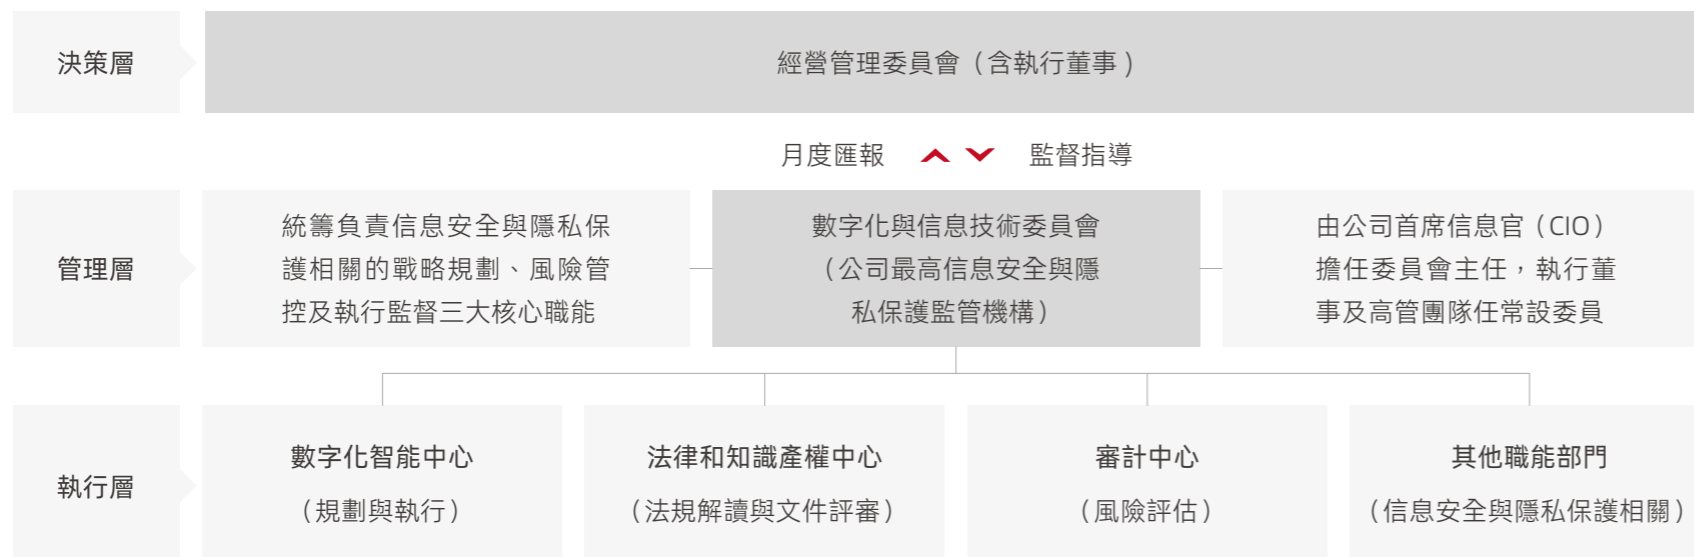 決策層
經營管理委員會（含執行董事）
月度匯報 監督指導
管理層
統籌負責信息安全與隱私保
護相關的戰略規劃、風險管
控及執行監督三大核心職能
數字化與信息技術委員會
（公司最高信息安全與隱
私保護監管機構）
由公司首席信息官（CIO）
擔任委員會主任，執行董
事及高管團隊任常設委員
執行層
數字化智能中心
（規劃與執行）
法律和知識產權中心
（法規解讀與文件評審）
審計中心
（風險評估）
其他職能部門
（信息安全與隱私保護相關）